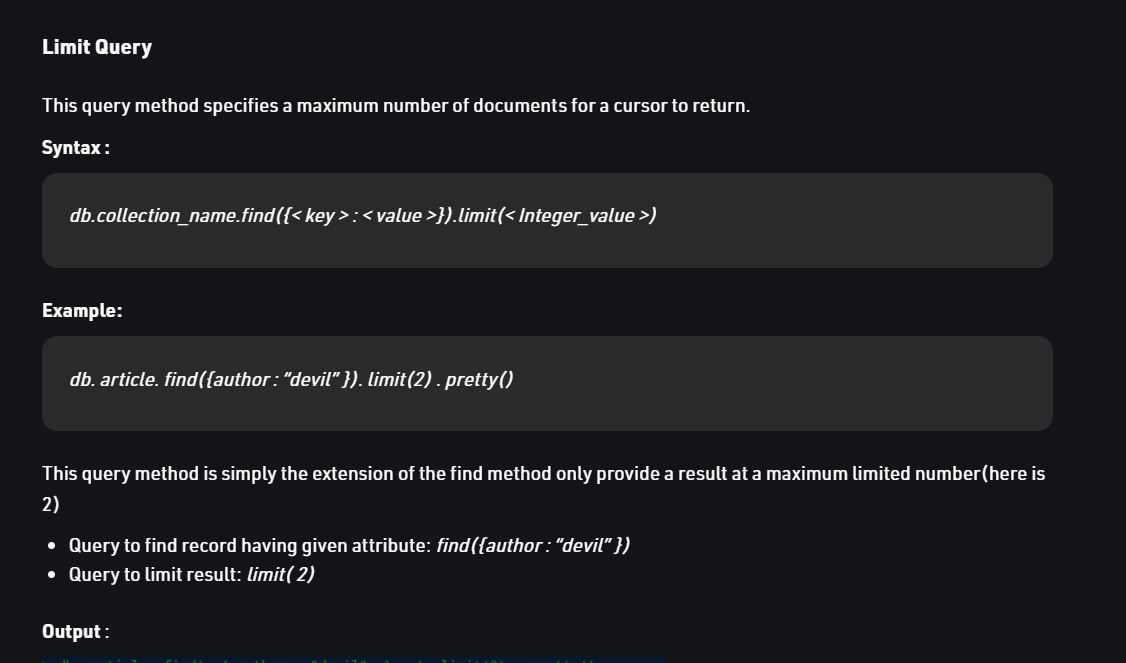 Limit Query
This query method specifies a maximum number of documents for a cursor to return.
Syntax :
db.collection_name.find({< key > : < value >}).limit(< Integer_value >)
Example:
db. article. find({author : “devil” }). limit(2) . pretty()
This query method is simply the extension of the find method only provide a result at a maximum limited number(here is
2)
• Query to find record having given attribute: find({author : “devil” })
• Query to limit result: limit( 2)
Output :